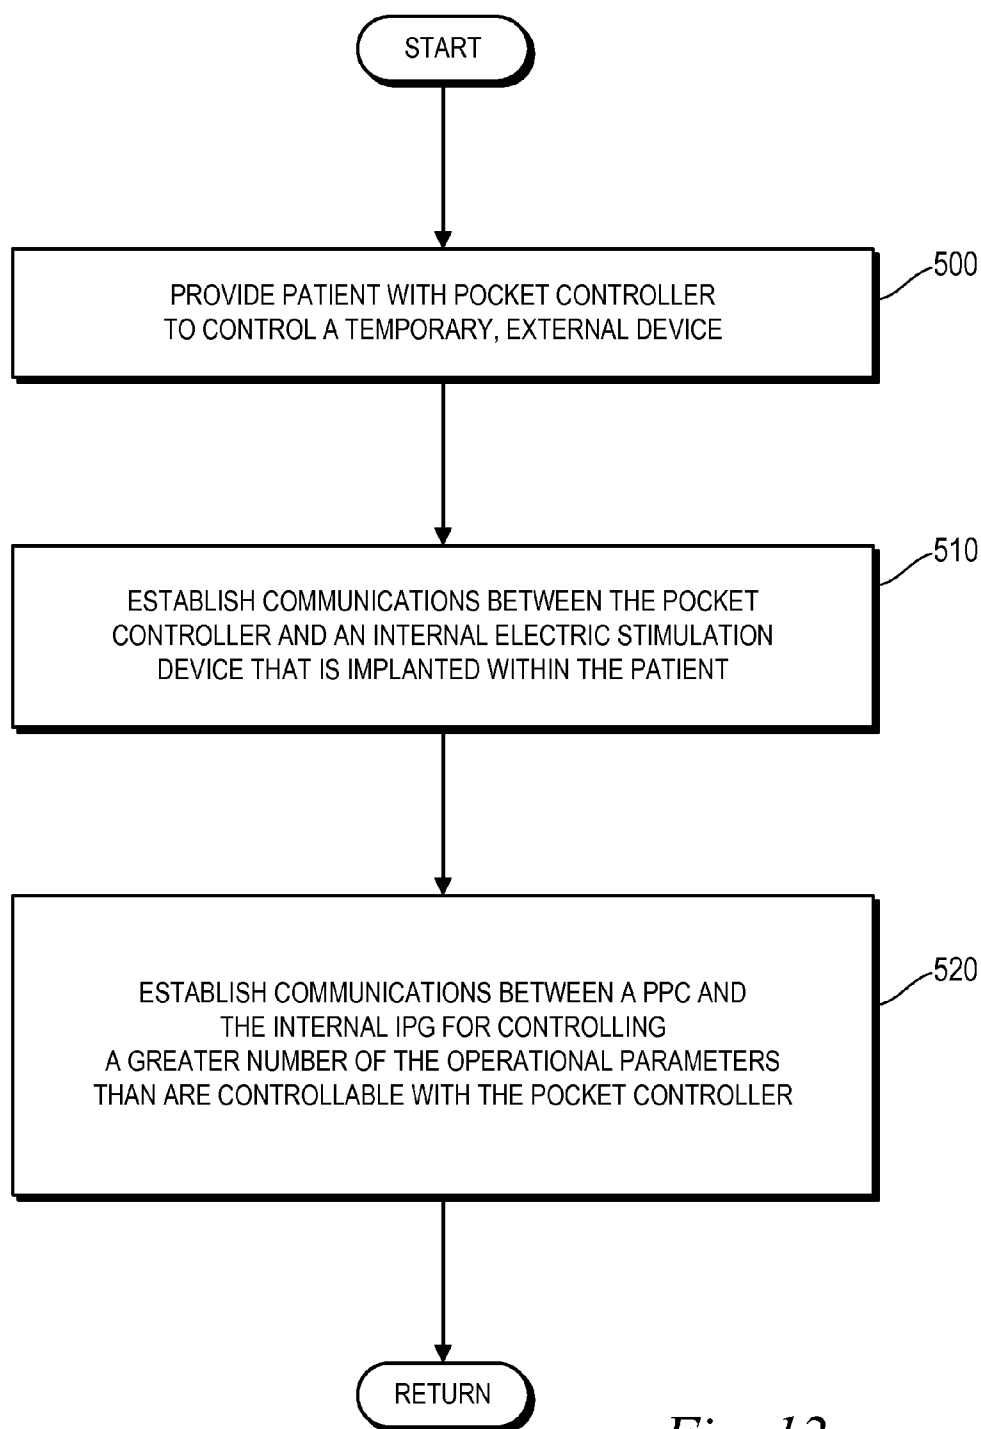 START
PROVIDE PATIENT WITH POCKET CONTROLLER
TO CONTROL A TEMPORARY, EXTERNAL DEVICE
500
ESTABLISH COMMUNICATIONS BETWEEN THE POCKET
CONTROLLER AND AN INTERNAL ELECTRIC STIMULATION
DEVICE THAT IS IMPLANTED WITHIN THE PATIENT
510
ESTABLISH COMMUNICATIONS BETWEEN A PPC AND
THE INTERNAL IPG FOR CONTROLLING
A GREATER NUMBER OF THE OPERATIONAL PARAMETERS
THAN ARE CONTROLLABLE WITH THE POCKET CONTROLLER
520
RETURN